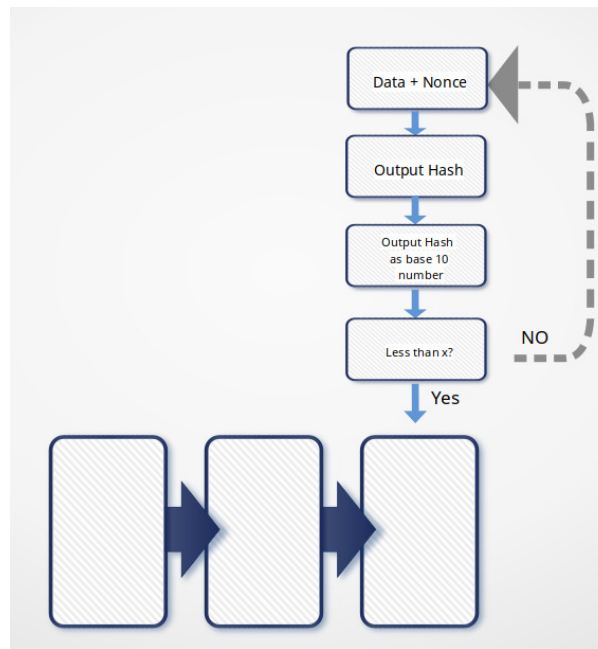 Data + Nonce
Output Hash
Output Hash
as base 10
number
Less than x?
NO
Yes